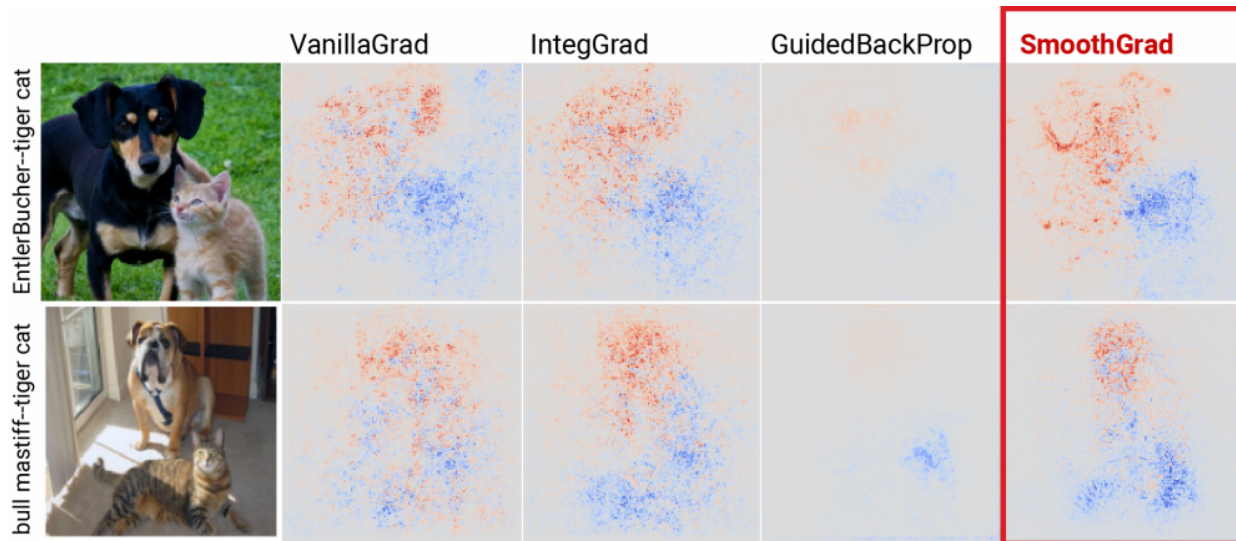 VanillaGrad IntegGrad GuidedBackProp SmoothGrad
EntlerBucher--tiger cat
bull mastiff--tiger cat